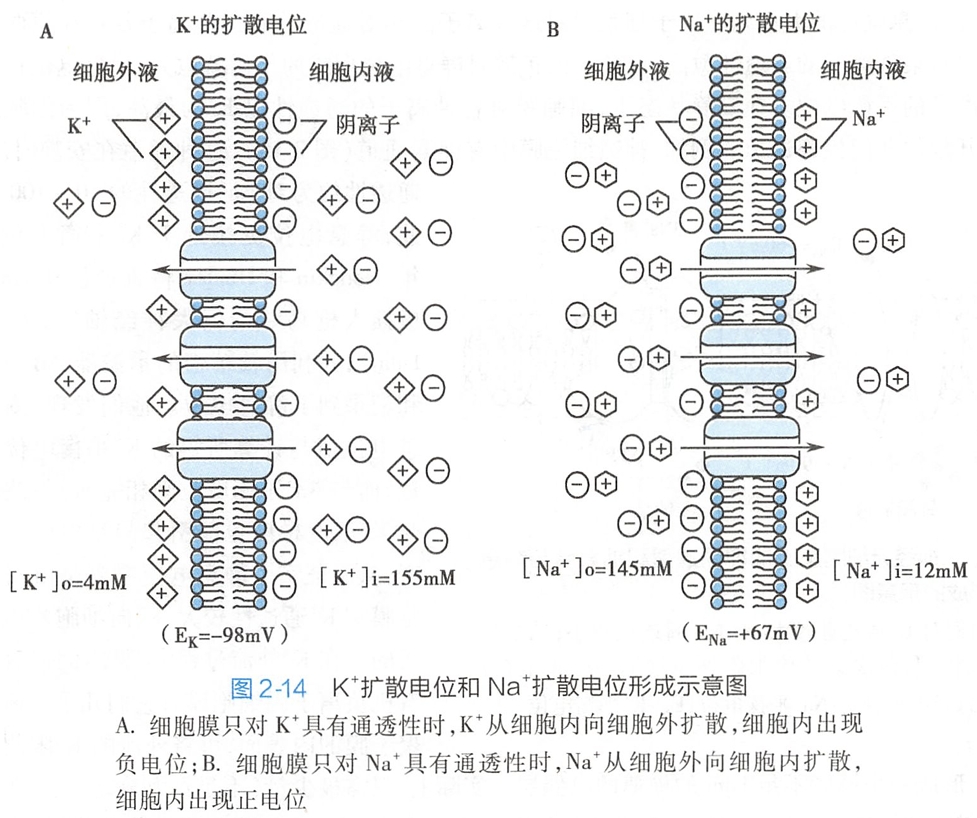 A
K⁺的扩散电位
细胞外液
细胞内液
K⁺
阴离子
[K⁺]o=4mM
[K⁺]i=155mM
(E_K=-98mV)
B
Na⁺的扩散电位
细胞外液
细胞内液
阴离子
Na⁺
[Na⁺]o=145mM
[Na⁺]i=12mM
(E_Na=+67mV)
图 2-14 K⁺扩散电位和 Na⁺扩散电位形成示意图
A. 细胞膜只对 K⁺具有通透性时,K⁺从细胞内向细胞外扩散,细胞内出现
负电位;B. 细胞膜只对 Na⁺具有通透性时,Na⁺从细胞外向细胞内扩散,
细胞内出现正电位